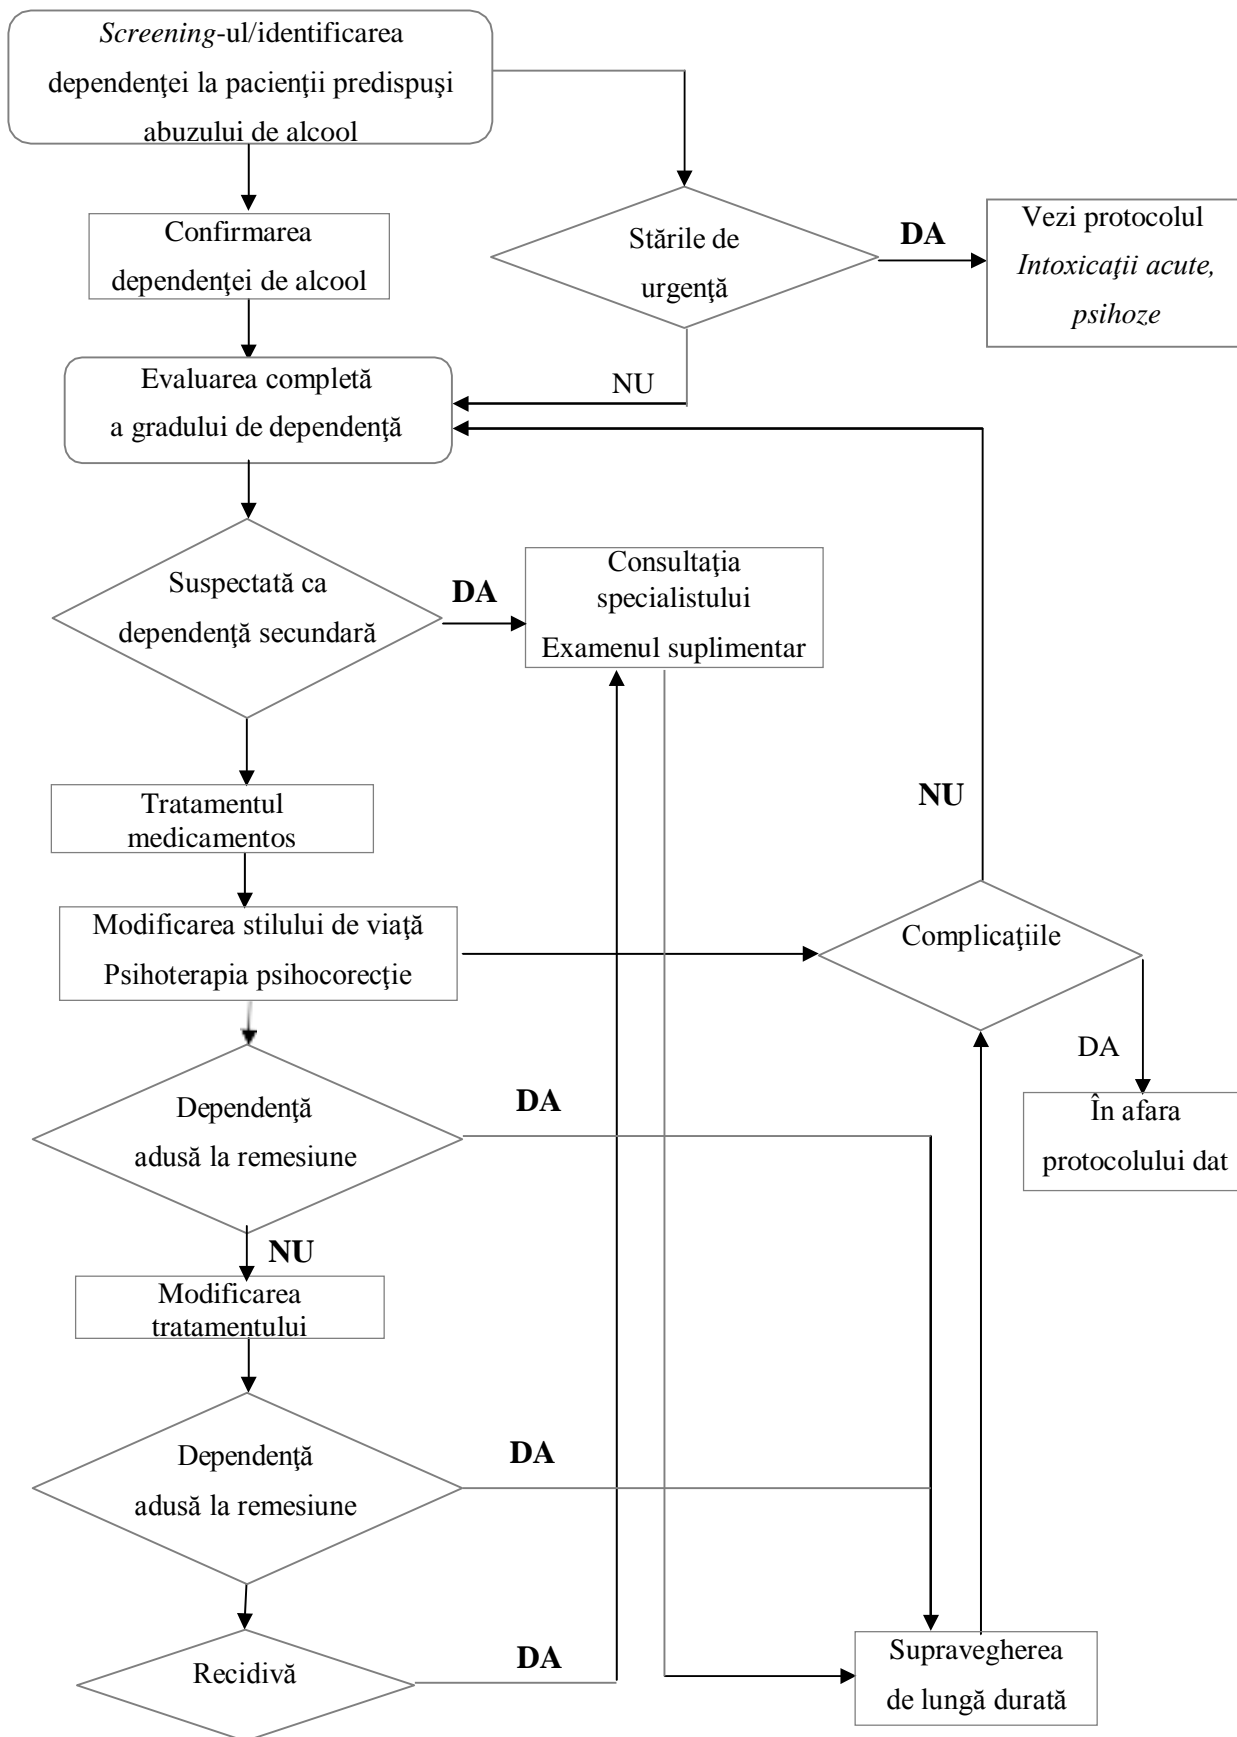 Screening-ul/identificarea
dependenţei la pacienţii predispuşi
abuzului de alcool
Confirmarea
dependenţei de alcool
Stările de
urgenţă
DA
Vezi protocolul
Intoxicaţii acute,
psihoze
NU
Evaluarea completă
a gradului de dependenţă
Suspectată ca
dependenţă secundară
DA
Consultaţia
specialistului
Examenul suplimentar
Tratamentul
medicamentos
NU
Modificarea stilului de viaţă
Psihoterapia psihocorecţie
Complicaţiile
DA
În afara
protocolului dat
Dependenţă
adusă la remesiune
DA
NU
Modificarea
tratamentului
Dependenţă
adusă la remesiune
DA
Recidivă
DA
Supravegherea
de lungă durată